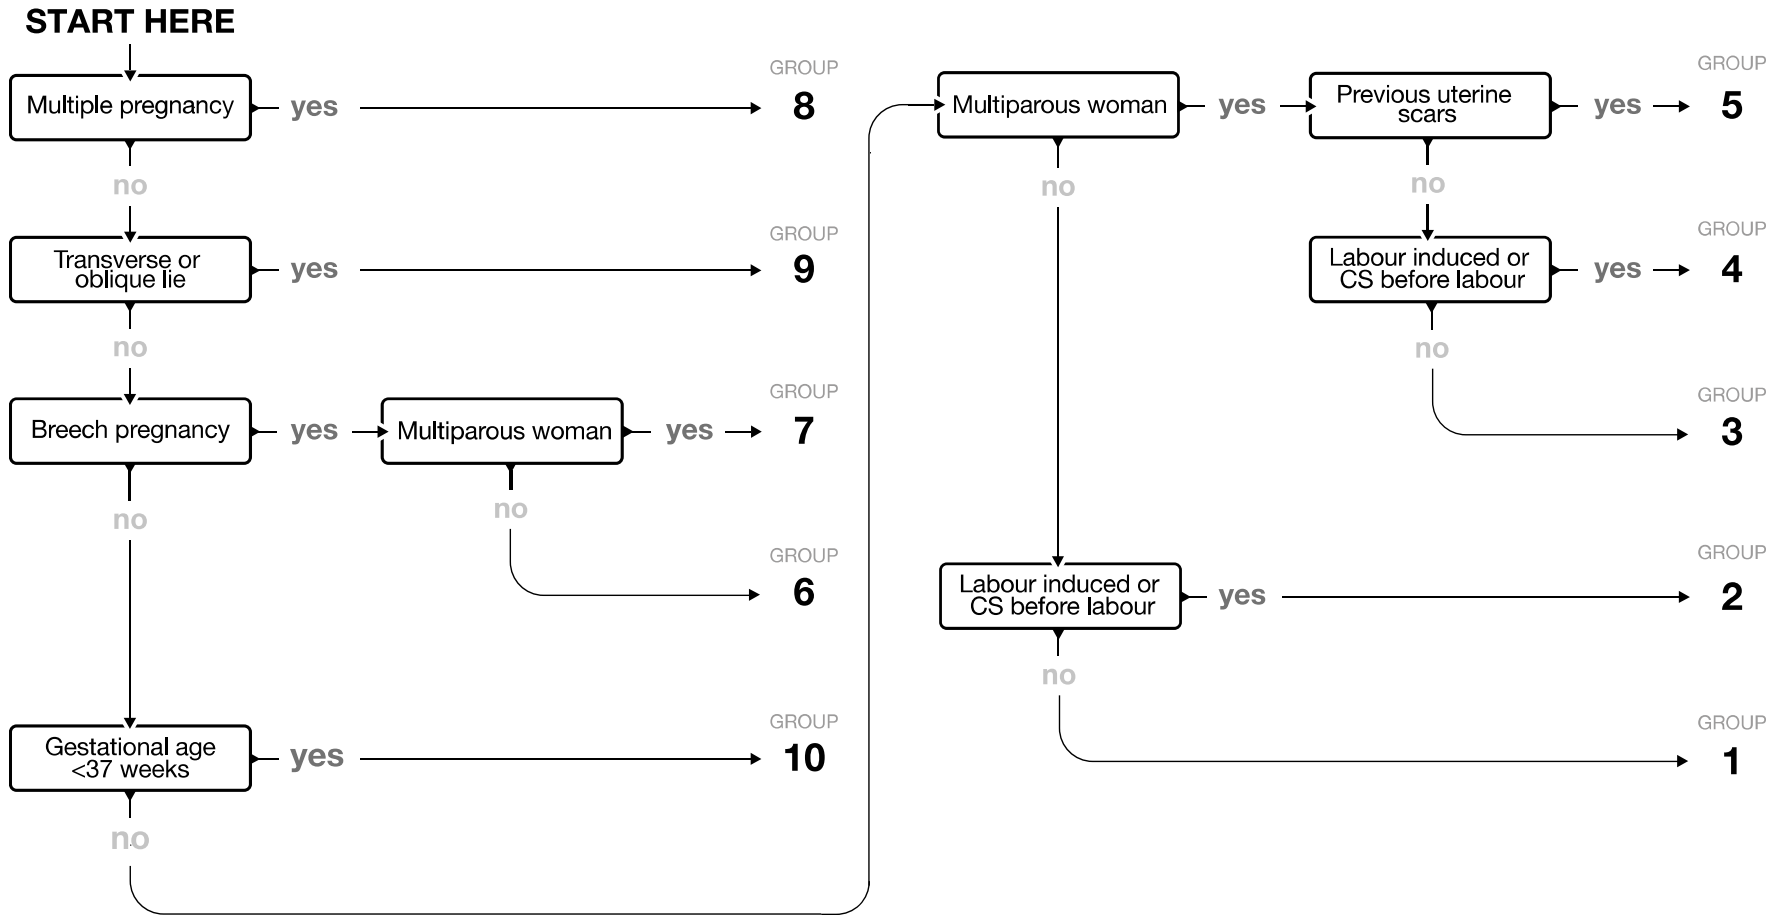 START HERE
Multiple pregnancy
yes
GROUP
8
no
Transverse or
oblique lie
yes
GROUP
9
no
Breech pregnancy
yes
Multiparous woman
yes
GROUP
7
no
GROUP
6
no
Gestational age
<37 weeks
yes
GROUP
10
no
Multiparous woman
yes
Previous uterine
scars
yes
GROUP
5
no
Labour induced or
CS before labour
yes
GROUP
4
no
GROUP
3
no
Labour induced or
CS before labour
yes
GROUP
2
no
GROUP
1